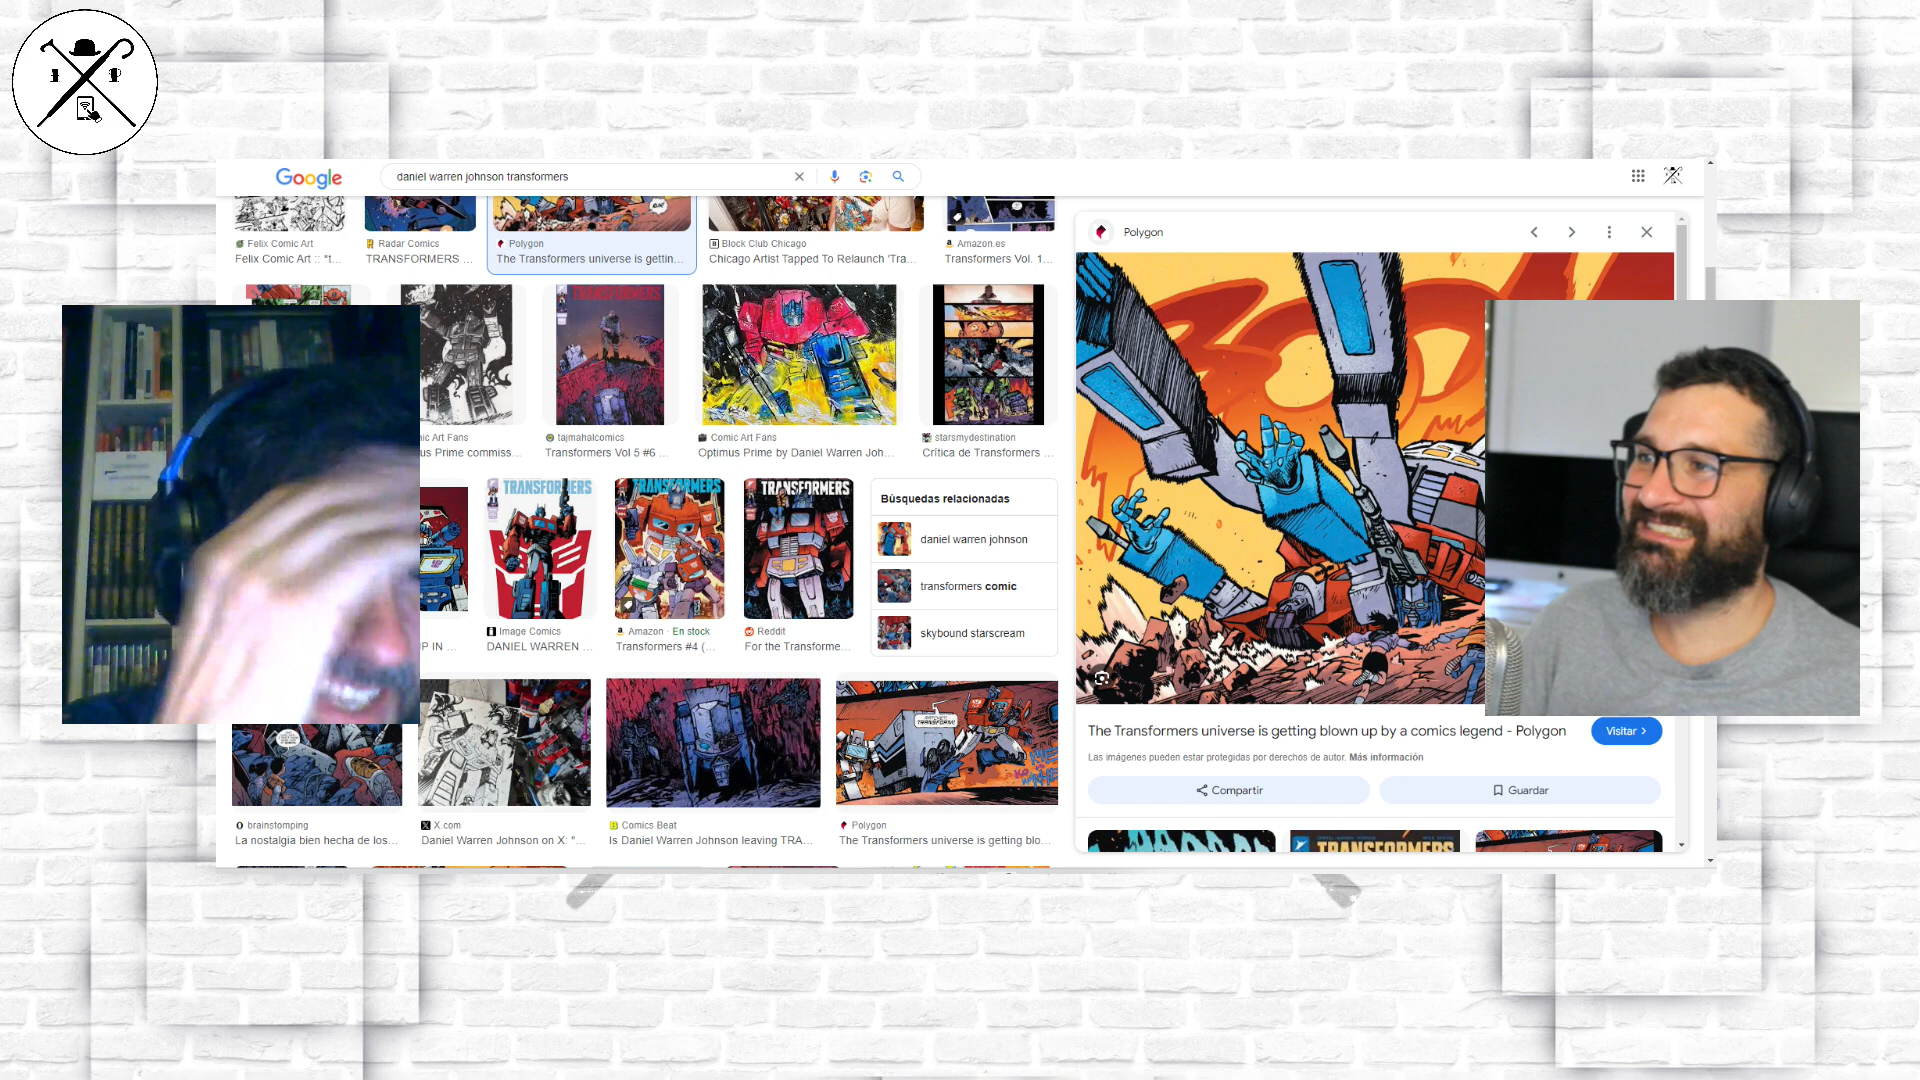 Google
daniel warren johnson transformers
Felix Comic Art
Felix Comic Art :: "t...
Radar Comics
TRANSFORMERS ...
Polygon
The Transformers universe is gettin...
Block Club Chicago
Chicago Artist Tapped To Relaunch 'Tra...
Amazon.es
Transformers Vol. 1...
Polygon
TRANSFORMERS
ic Art Fans
us Prime commiss...
tajmahalcomics
Transformers Vol 5 #6 ...
Comic Art Fans
Optimus Prime by Daniel Warren Joh...
starsmydestination
Crítica de Transformers ...
TRANSFORMERS
TRANSFORMERS
TRANSFORMERS
Búsquedas relacionadas
daniel warren johnson
transformers comic
skybound starscream
IP IN ...
Image Comics
DANIEL WARREN ...
Amazon · En stock
Transformers #4 (...
Reddit
For the Transforme...
brainstomping
La nostalgia bien hecha de los...
X.com
Daniel Warren Johnson on X: "...
Comics Beat
Is Daniel Warren Johnson leaving TRA...
Polygon
The Transformers universe is getting blo...
The Transformers universe is getting blown up by a comics legend - Polygon
Visitar
Las imágenes pueden estar protegidas por derechos de autor. Más información
Compartir
Guardar
TRANSFORMERS